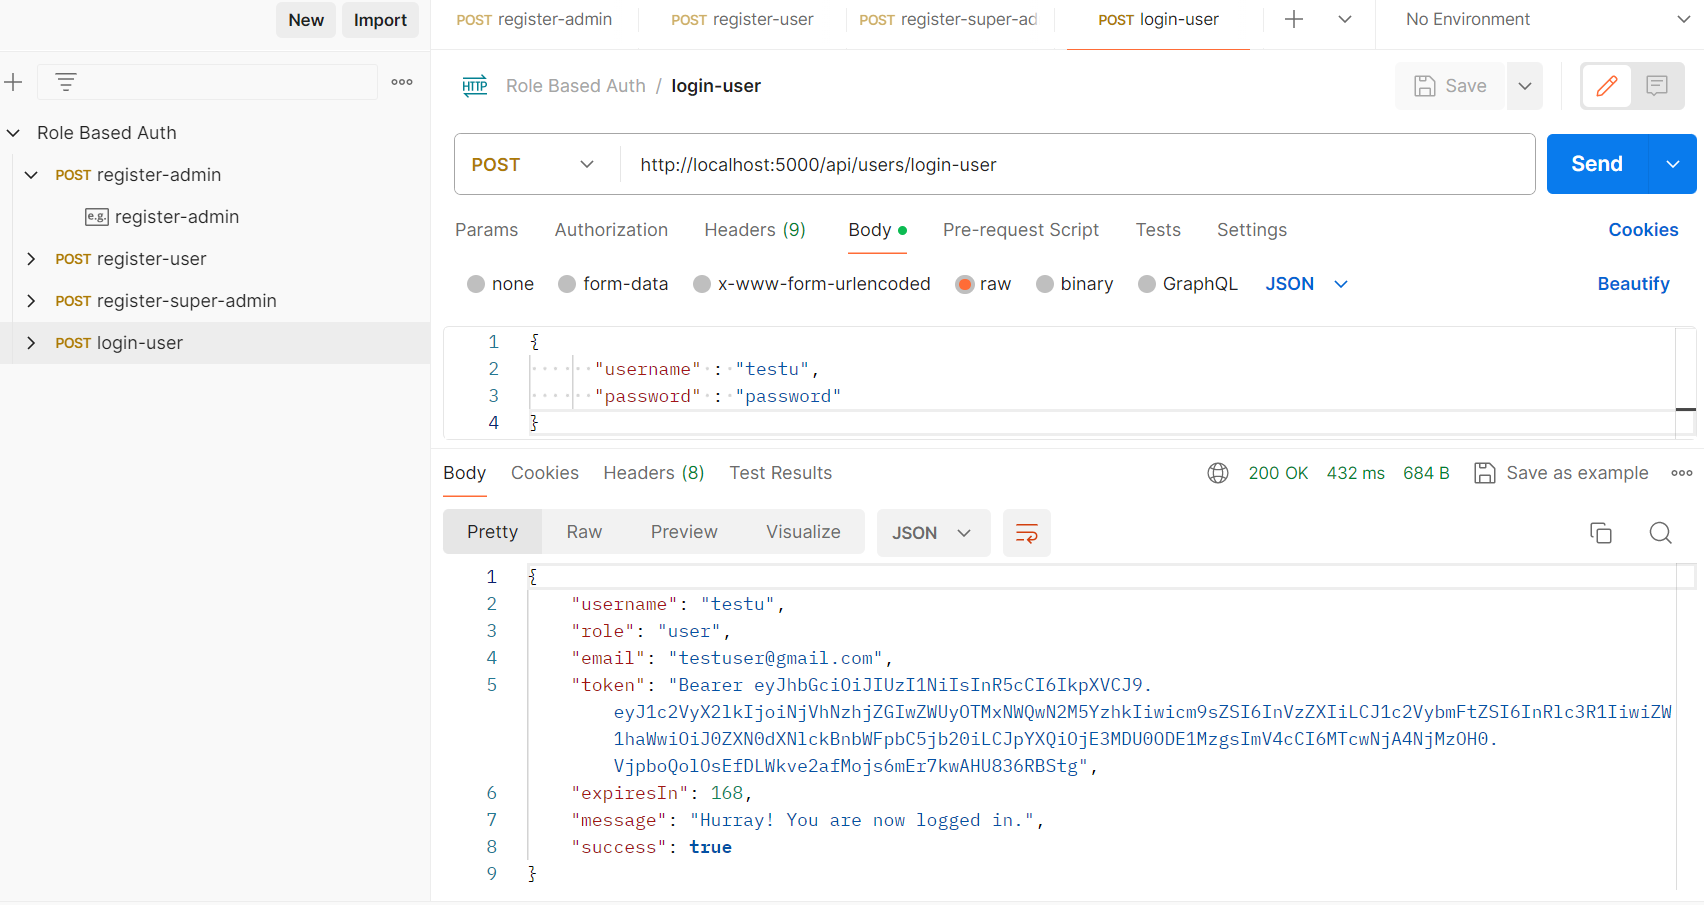 New Import
POST register-admin POST register-user POST register-super-ad POST login-user No Environment
Role Based Auth / login-user Save
Role Based Auth
POST register-admin
e.g. register-admin
POST register-user
POST register-super-admin
POST login-user
HTTP
POST http://localhost:5000/api/users/login-user Send
Params Authorization Headers (9) Body Pre-request Script Tests Settings Cookies
none form-data x-www-form-urlencoded raw binary GraphQL JSON Beautify
1 {
2 "username" : "testu",
3 "password" : "password"
4 }
Body Cookies Headers (8) Test Results 200 OK 432 ms 684 B Save as example
Pretty Raw Preview Visualize JSON
1 {
2 "username": "testu",
3 "role": "user",
4 "email": "testuser@gmail.com",
5 "token": "Bearer eyJhbGciOiJIUzI1NiIsInR5cCI6IkpXVCJ9.
eyJ1c2VyX2lkIjoiNjVhNzhjZGIwZWUyOTMxNWQwN2M5YzhkIiwicm9sZSI6InVzZXIiLCJ1c2VybmFtZSI6InRlc3R1IiwiZW
1haWwiOiJ0ZXN0dXNlckBnbWFpbC5jb20iLCJpYXQiOjE3MDU0ODE1MzgsImV4cCI6MTcwNjA4NjMzOH0.
VjpboQolOsEfDLWkve2afMojs6mEr7kwAHU836RBStg",
6 "expiresIn": 168,
7 "message": "Hurray! You are now logged in.",
8 "success": true
9 }